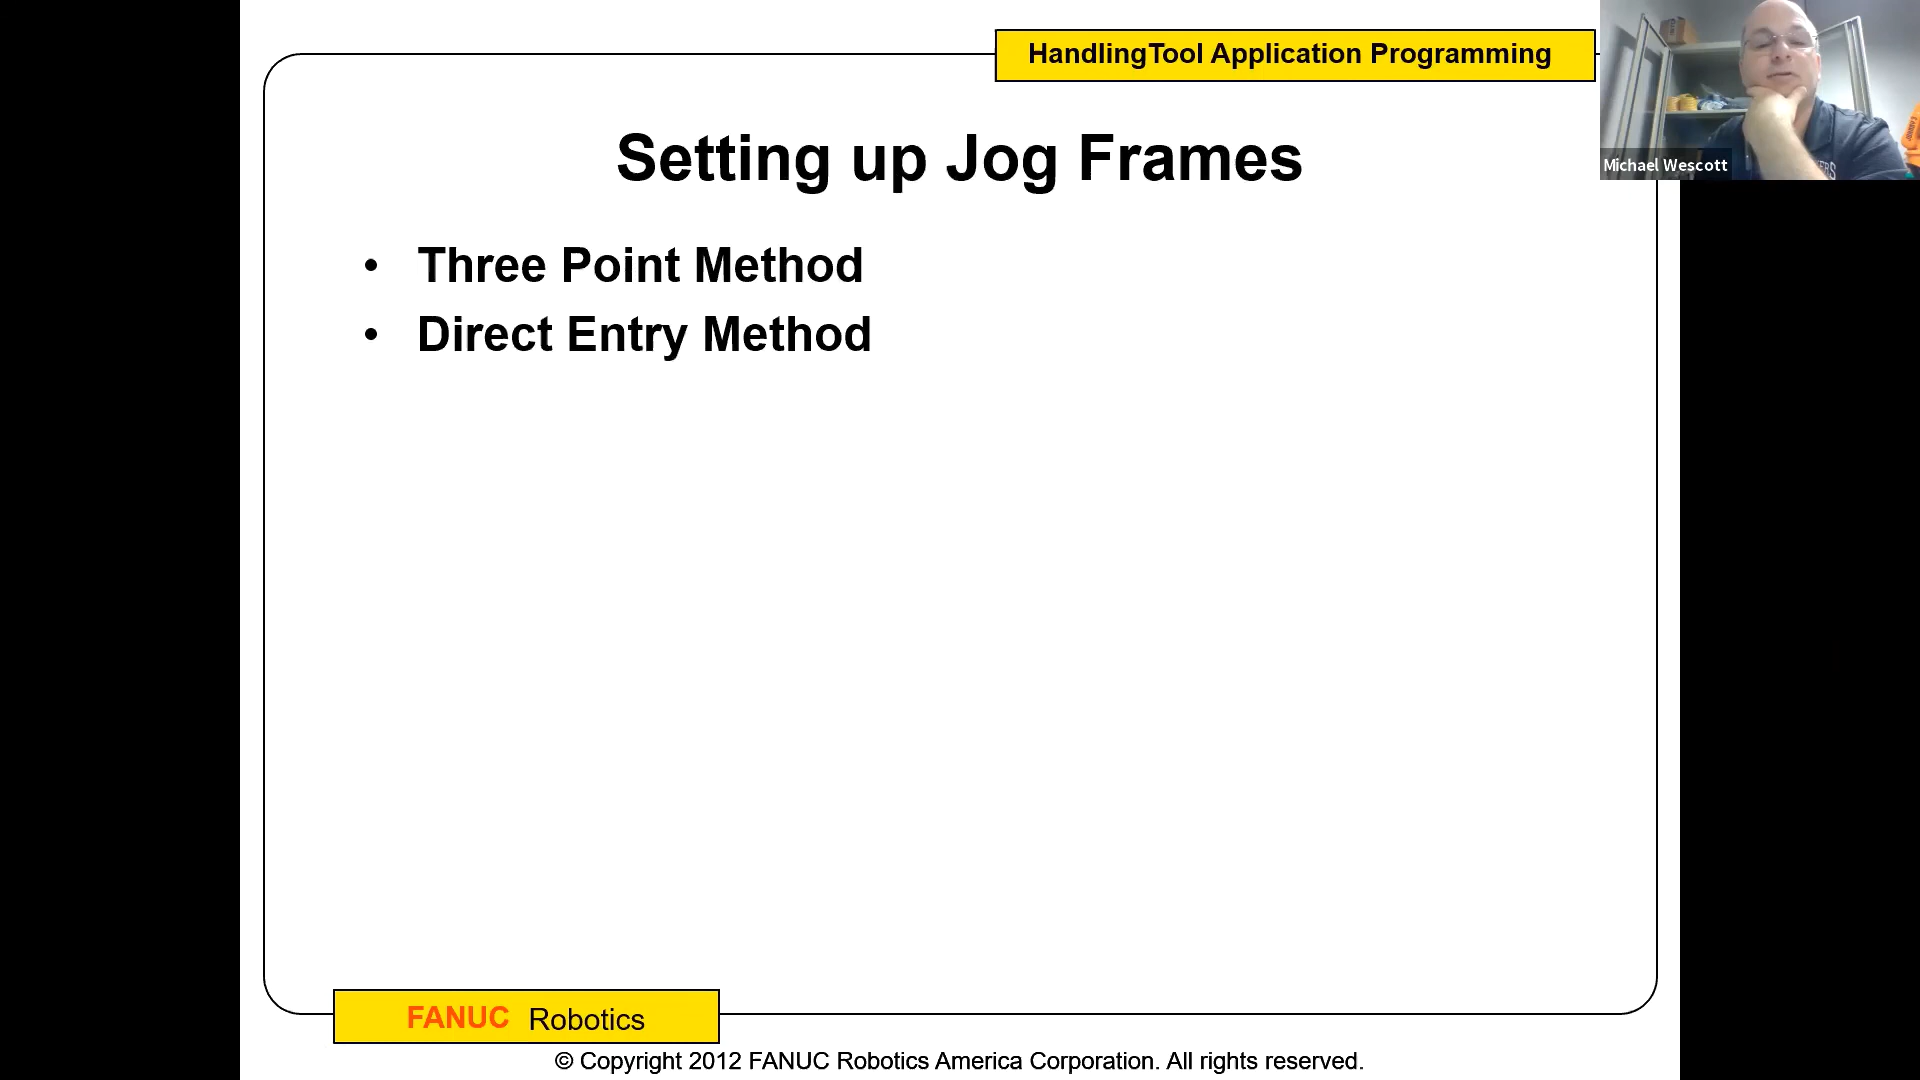 HandlingTool Application Programming
Michael Wescott
Setting up Jog Frames
• Three Point Method
• Direct Entry Method
FANUC Robotics
© Copyright 2012 FANUC Robotics America Corporation. All rights reserved.